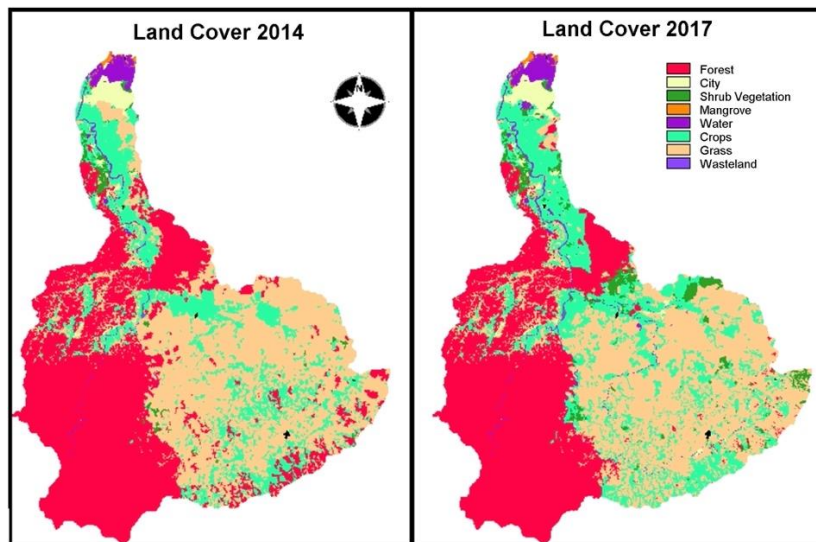 Land Cover 2014
N
Land Cover 2017
Forest
City
Shrub Vegetation
Mangrove
Water
Crops
Grass
Wasteland